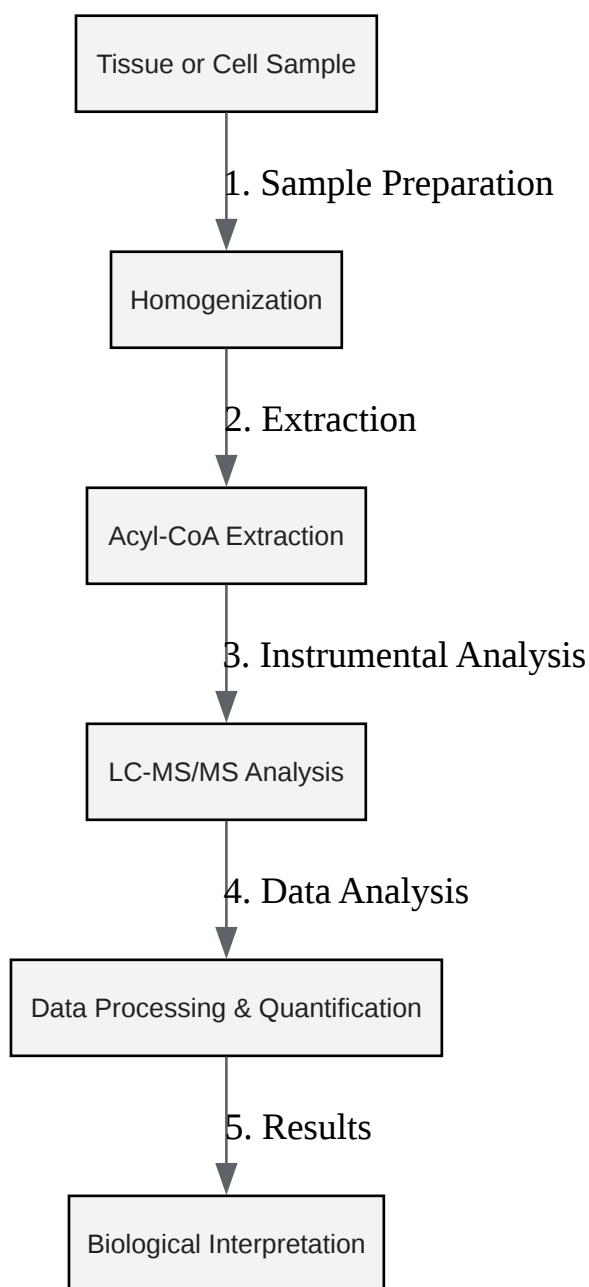 Tissue or Cell Sample
1. Sample Preparation
Homogenization
2. Extraction
Acyl-CoA Extraction
3. Instrumental Analysis
LC-MS/MS Analysis
4. Data Analysis
Data Processing & Quantification
5. Results
Biological Interpretation